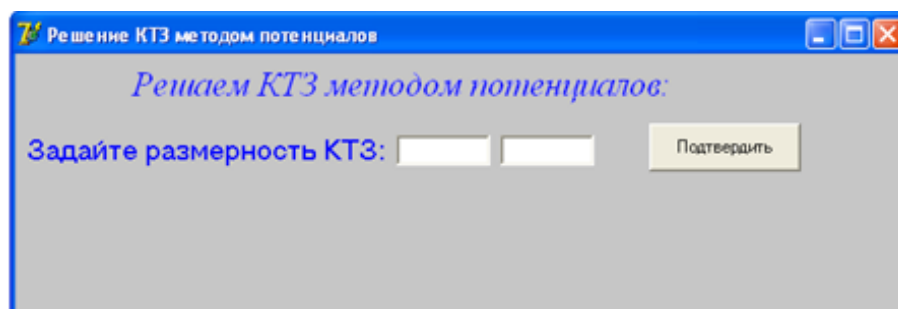 Решение КТЗ методом потенциалов
Решаем КТЗ методом потенциалов:
Задайте размерность КТЗ:
Подтвердить